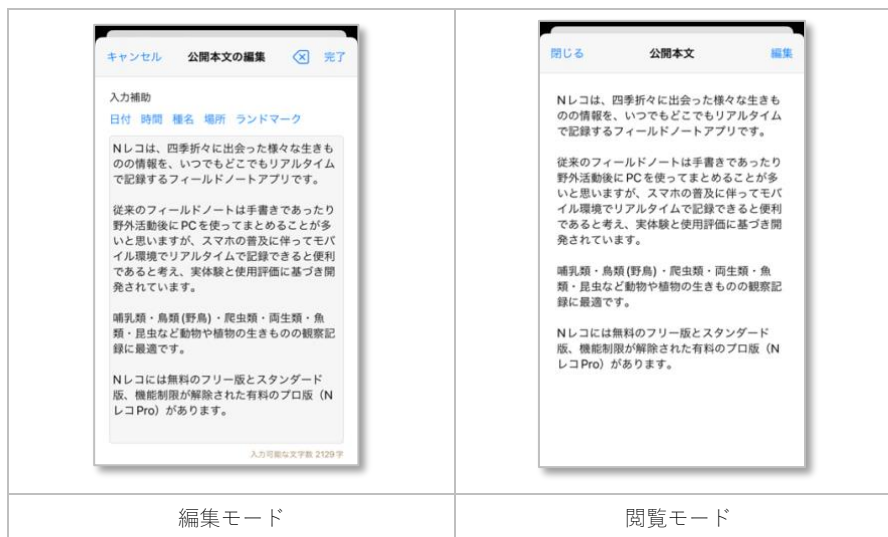 キャンセル 公開本文の編集 完了
入力補助
日付 時間 種名 場所 ランドマーク
Nレコは、四季折々に出会った様々な生きも
のの情報を、いつでもどこでもリアルタイム
で記録するフィールドノートアプリです。
従来のフィールドノートは手書きであったり
野外活動後にPCを使ってまとめることが多
いと思いますが、スマホの普及に伴ってモバ
イル環境でリアルタイムで記録できると便利
であると考え、実体験と使用評価に基づき開
発されています。
哺乳類・鳥類(野鳥)・爬虫類・両生類・魚
類・昆虫など動物や植物の生きものの観察記
録に最適です。
Nレコには無料のフリー版とスタンダード
版、機能制限が解除された有料のプロ版（N
レコPro）があります。
入力可能な文字数 2129字
編集モード
閉じる 公開本文 編集
Nレコは、四季折々に出会った様々な生きも
のの情報を、いつでもどこでもリアルタイム
で記録するフィールドノートアプリです。
従来のフィールドノートは手書きであったり
野外活動後にPCを使ってまとめることが多
いと思いますが、スマホの普及に伴ってモバ
イル環境でリアルタイムで記録できると便利
であると考え、実体験と使用評価に基づき開
発されています。
哺乳類・鳥類(野鳥)・爬虫類・両生類・魚
類・昆虫など動物や植物の生きものの観察記
録に最適です。
Nレコには無料のフリー版とスタンダード
版、機能制限が解除された有料のプロ版（N
レコPro）があります。
閲覧モード